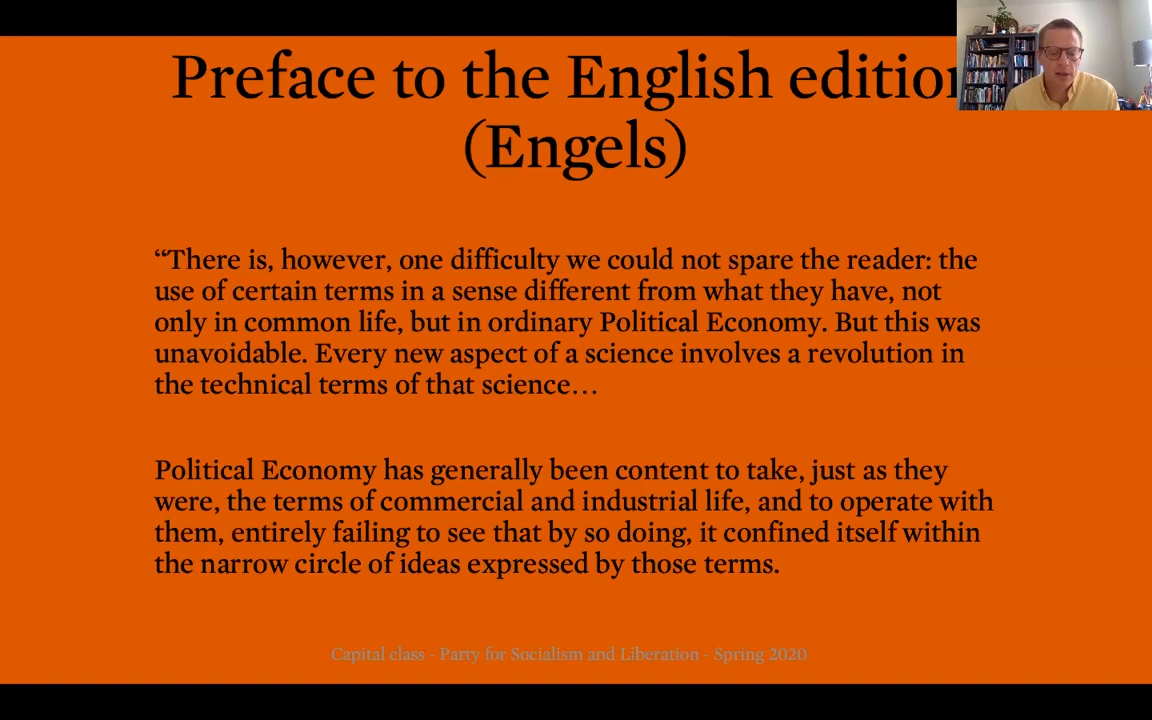 Preface to the English edition
(Engels)
“There is, however, one difficulty we could not spare the reader: the
use of certain terms in a sense different from what they have, not
only in common life, but in ordinary Political Economy. But this was
unavoidable. Every new aspect of a science involves a revolution in
the technical terms of that science…
Political Economy has generally been content to take, just as they
were, the terms of commercial and industrial life, and to operate with
them, entirely failing to see that by so doing, it confined itself within
the narrow circle of ideas expressed by those terms.
Capital class - Party for Socialism and Liberation - Spring 2020